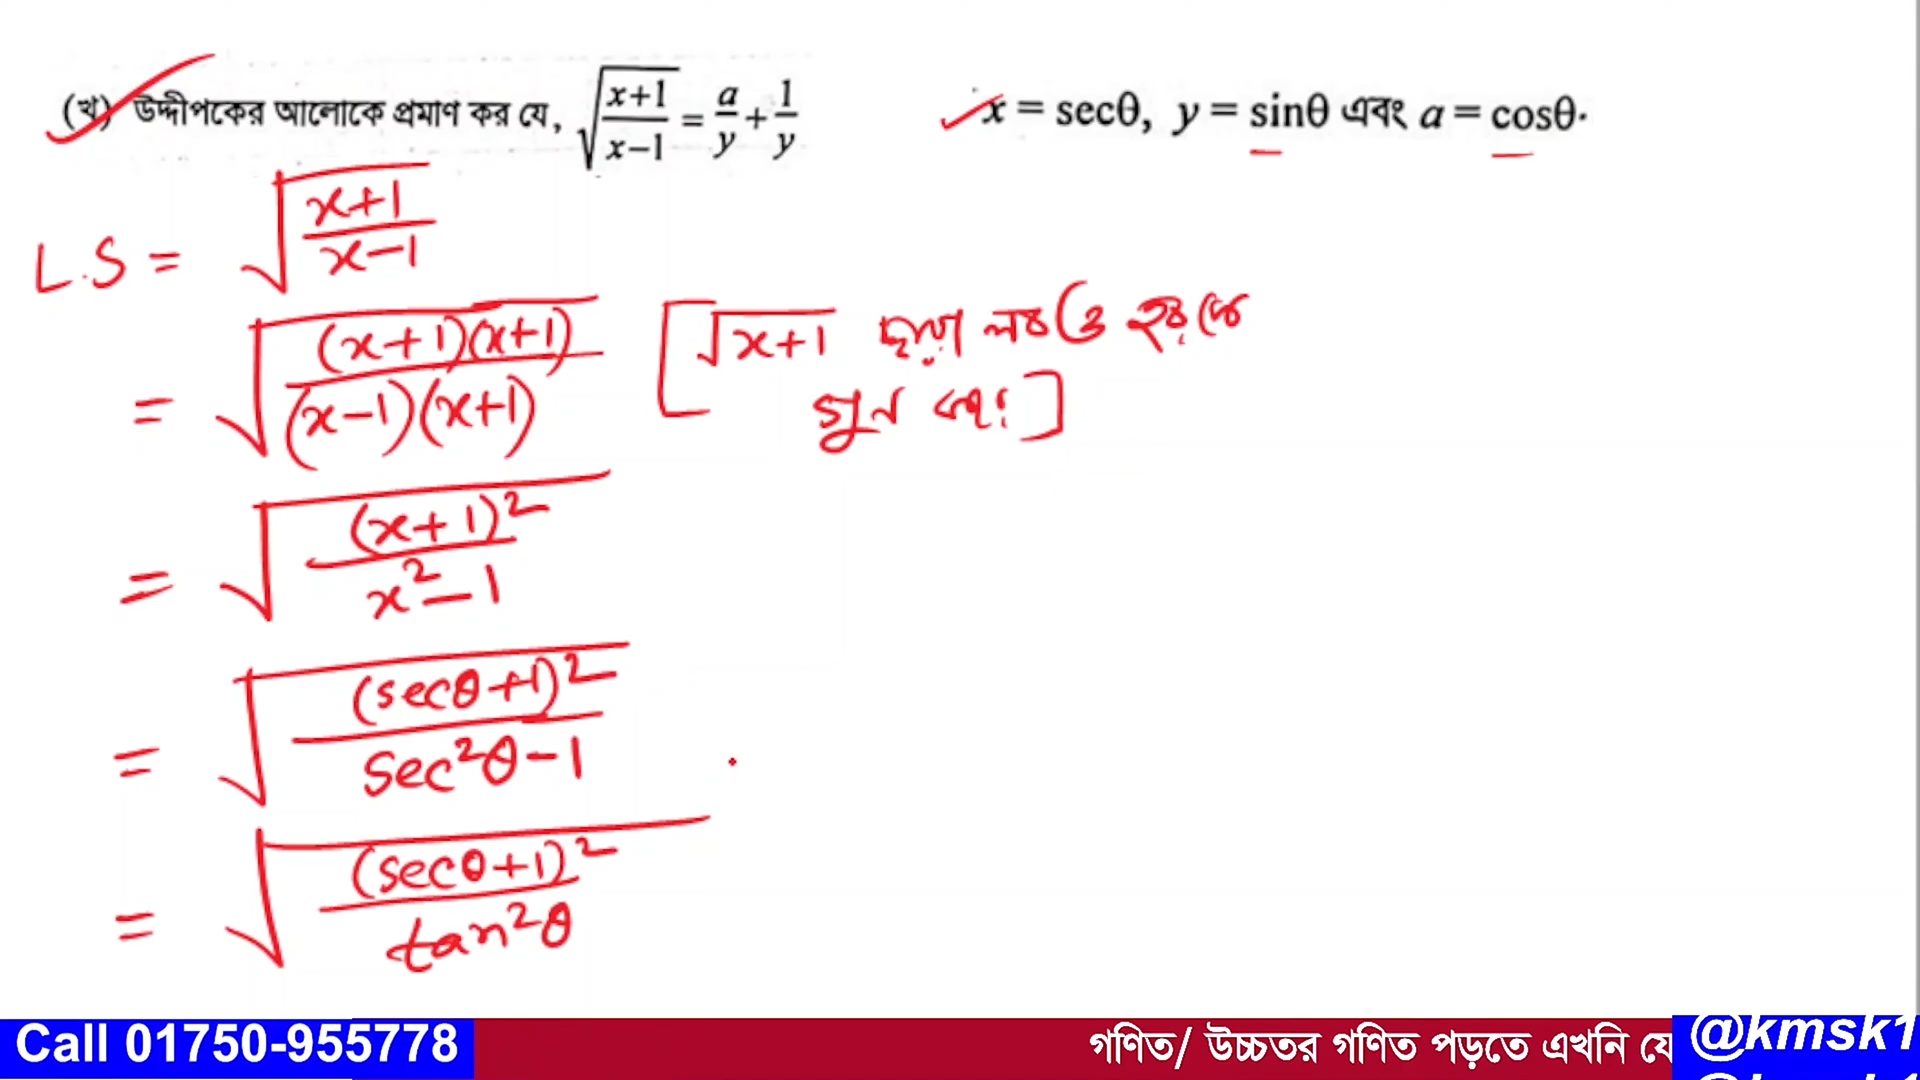 (খ) উদ্দীপকের আলোকে প্রমাণ কর যে, √((x+1)/(x−1)) = a/y + 1/y
x = secθ, y = sinθ এবং a = cosθ.
L.S = √((x+1)/(x−1))
= √((x+1)(x+1)/((x−1)(x+1))) [√(x+1) দ্বারা লব ও হরকে
গুন করে]
= √((x+1)²/(x²−1))
= √((secθ+1)²/(sec²θ−1))
= √((secθ+1)²/tan²θ)
Call 01750-955778
গণিত/ উচ্চতর গণিত পড়তে এখনি যে
@kmsk1